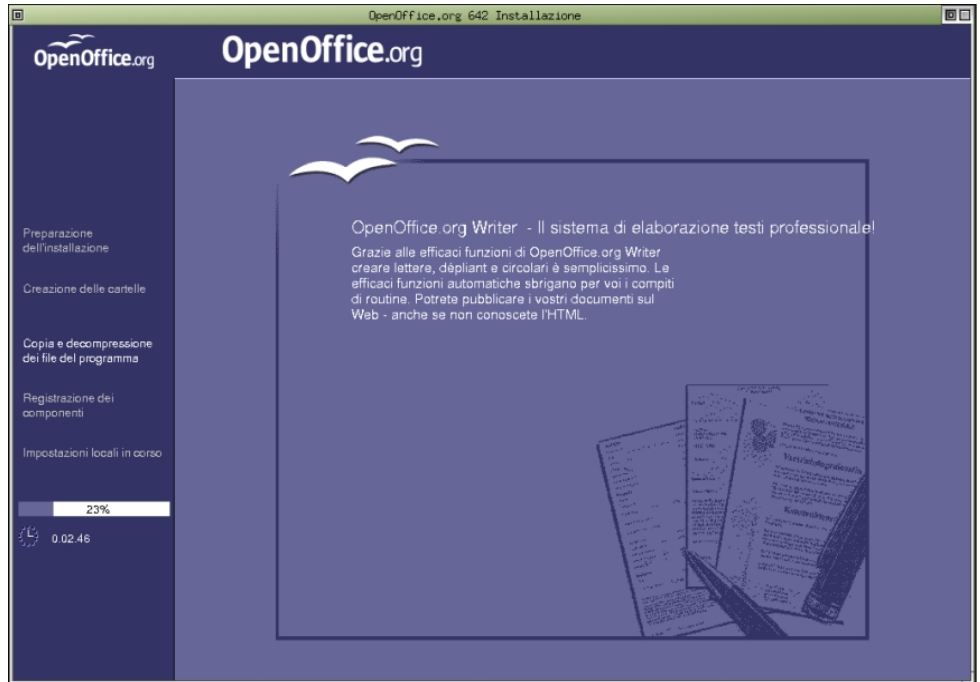 OpenOffice.org 642 Installazione
OpenOffice.org
OpenOffice.org
Preparazione
dell'installazione
Creazione delle cartelle
Copia e decompressione
dei file del programma
Registrazione dei
componenti
Impostazioni locali in corso
23%
0.02.46
OpenOffice.org Writer - Il sistema di elaborazione testi professionale!
Grazie alle efficaci funzioni di OpenOffice.org Writer
creare lettere, dépliant e circolari è semplicissimo. Le
efficaci funzioni automatiche sbrigano per voi i compiti
di routine. Potrete pubblicare i vostri documenti sul
Web - anche se non conoscete l'HTML.